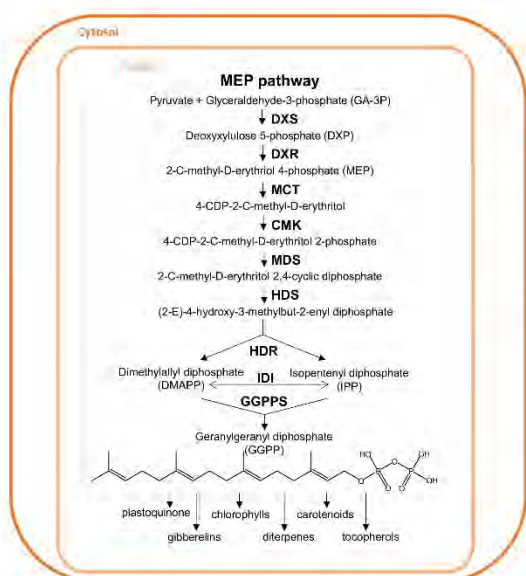 Cytosol
MEP pathway
Pyruvate + Glyceraldehyde-3-phosphate (GA-3P)
DXS
Deoxyxylulose 5-phosphate (DXP)
DXR
2-C-methyl-D-erythriol 4-phosphate (MEP)
MCT
4-CDP-2-C-methyl-D-erythritol
CMK
4-CDP-2-C-methyl-D-erythritol 2-phosphate
MDS
2-C-methyl-D-erythritol 2,4-cyclic diphosphate
HDS
(2-E)-4-hydroxy-3-methylbut-2-enyl diphosphate
HDR
Dimethylallyl diphosphate
(DMAPP)
IDI
Isopentenyl diphosphate
(IPP)
GGPPS
Geranylgeranyl diphosphate
(GGPP)
HO O OH
P P
O O O OH
plastoquinone chlorophylls carotenoids
gibberelins diterpenes tocopherols